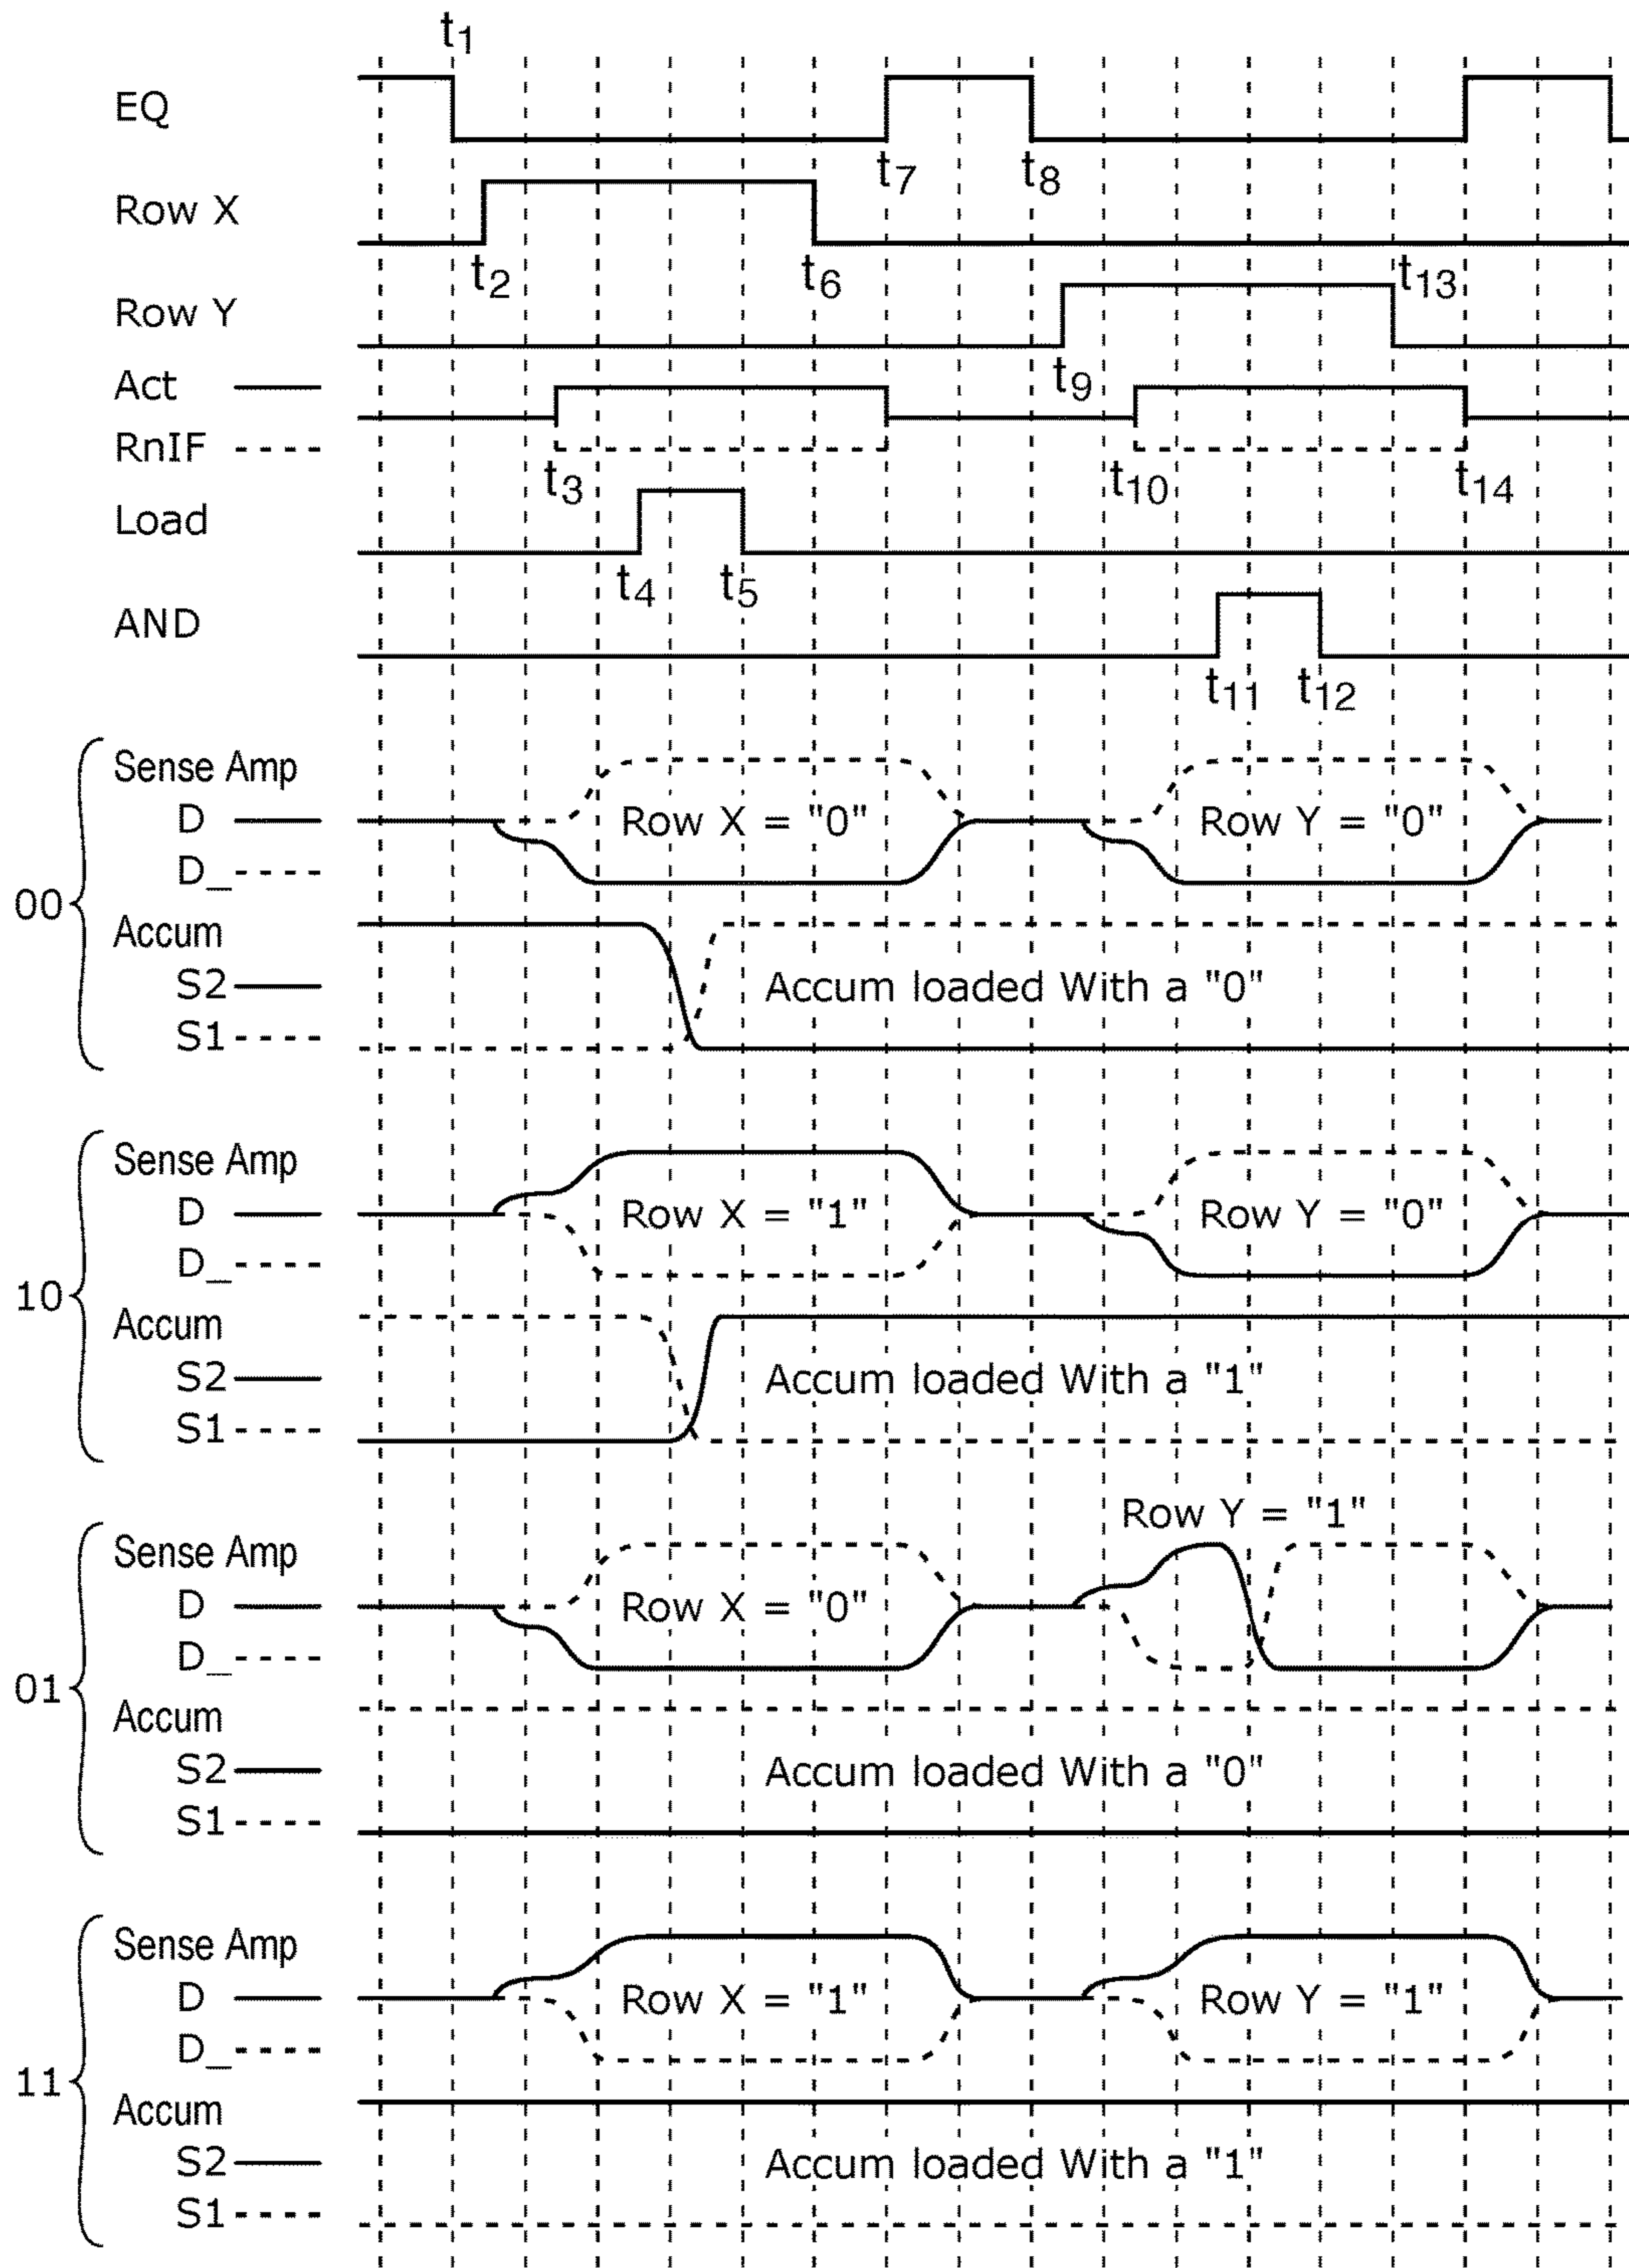 t1
EQ
t7 t8
Row X
t2 t6 t13
Row Y
t9
Act
RnIF
t3 t10 t14
Load
t4 t5
AND
t11 t12
00
Sense Amp
D Row X = "0" Row Y = "0"
D_
Accum
S2 Accum loaded With a "0"
S1
10
Sense Amp
D Row X = "1" Row Y = "0"
D_
Accum
S2 Accum loaded With a "1"
S1
01
Row Y = "1"
Sense Amp
D Row X = "0"
D_
Accum
S2 Accum loaded With a "0"
S1
11
Sense Amp
D Row X = "1" Row Y = "1"
D_
Accum
S2 Accum loaded With a "1"
S1